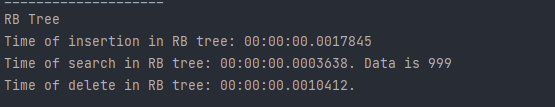 --------------------
RB Tree
Time of insertion in RB tree: 00:00:00.0017845
Time of search in RB tree: 00:00:00.0003638. Data is 999
Time of delete in RB tree: 00:00:00.0010412.